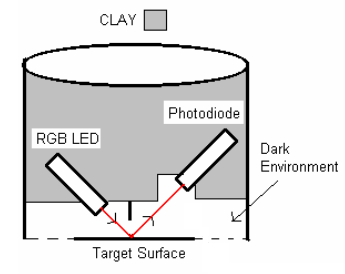 CLAY
Photodiode
RGB LED
Dark
Environment
Target Surface